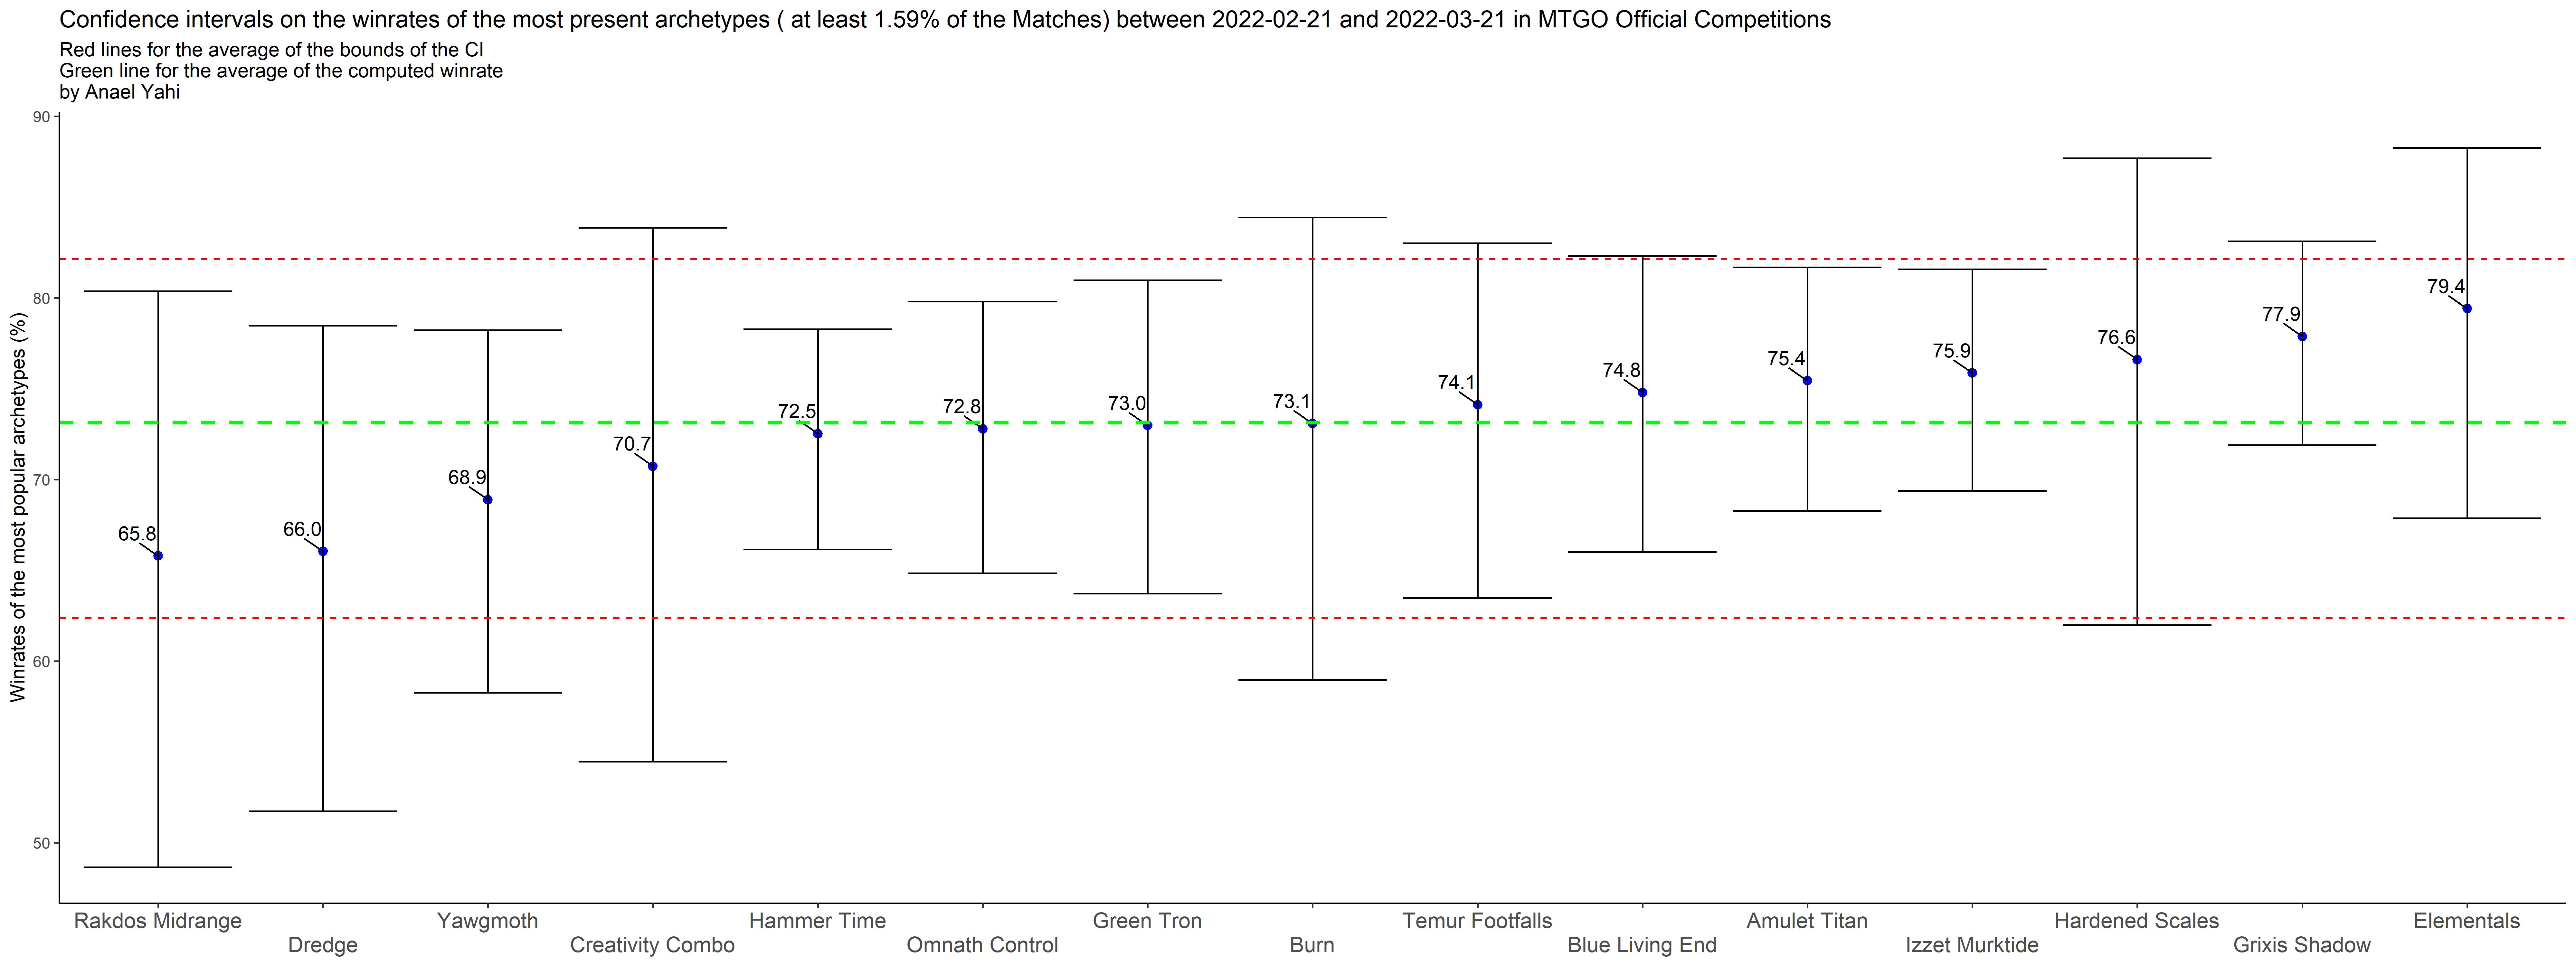 Confidence intervals on the winrates of the most present archetypes ( at least 1.59% of the Matches) between 2022-02-21 and 2022-03-21 in MTGO Official Competitions
Red lines for the average of the bounds of the CI
Green line for the average of the computed winrate
by Anael Yahi
Winrates of the most popular archetypes (%)
90
80
70
60
50
65.8
66.0
68.9
70.7
72.5
72.8
73.0
73.1
74.1
74.8
75.4
75.9
76.6
77.9
79.4
Rakdos Midrange
Dredge
Yawgmoth
Creativity Combo
Hammer Time
Omnath Control
Green Tron
Burn
Temur Footfalls
Blue Living End
Amulet Titan
Izzet Murktide
Hardened Scales
Grixis Shadow
Elementals